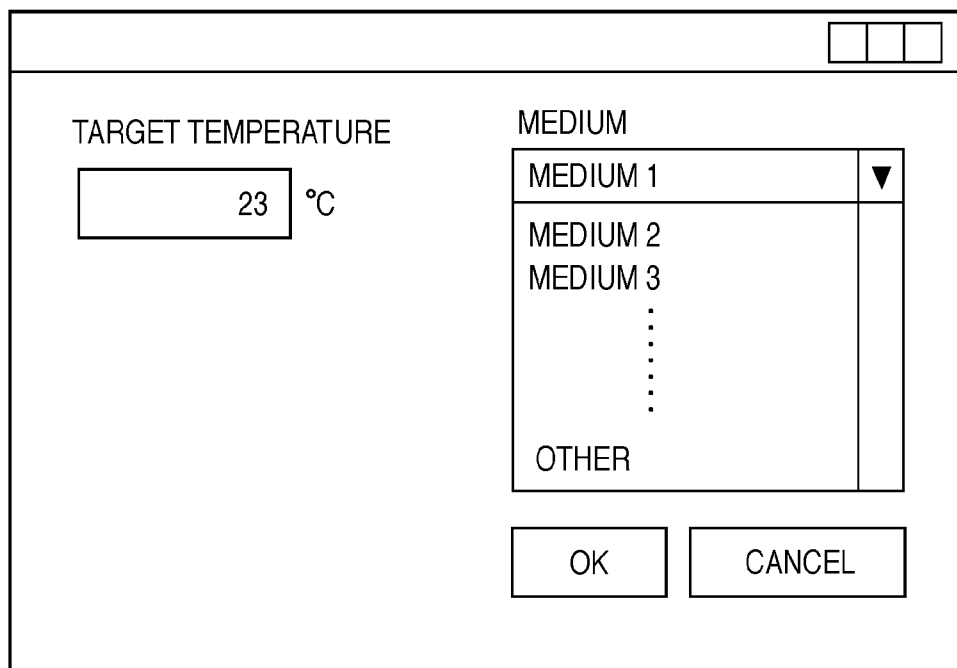 TARGET TEMPERATURE
23 °C
MEDIUM
MEDIUM 1 ▼
MEDIUM 2
MEDIUM 3
OTHER
OK
CANCEL